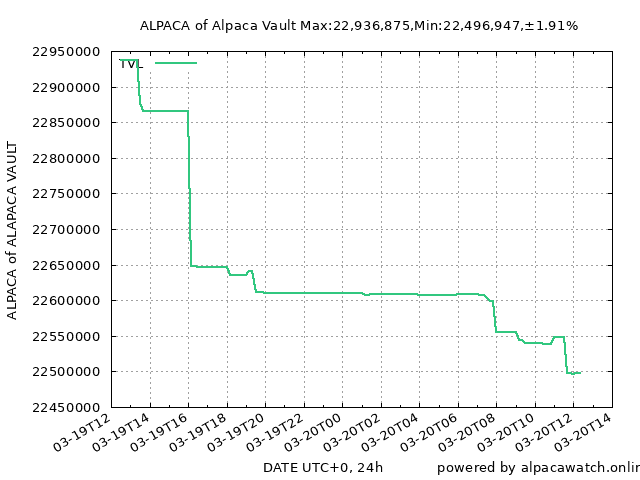 ALPACA of Alpaca Vault Max:22,936,875,Min:22,496,947,±1.91%
TVL
22950000
22900000
22850000
22800000
22750000
22700000
22650000
22600000
22550000
22500000
22450000
ALPACA of ALAPACA VAULT
03-19T12
03-19T14
03-19T16
03-19T18
03-19T20
03-19T22
03-20T00
03-20T02
03-20T04
03-20T06
03-20T08
03-20T10
03-20T12
03-20T14
DATE UTC+0, 24h
powered by alpacawatch.onlin